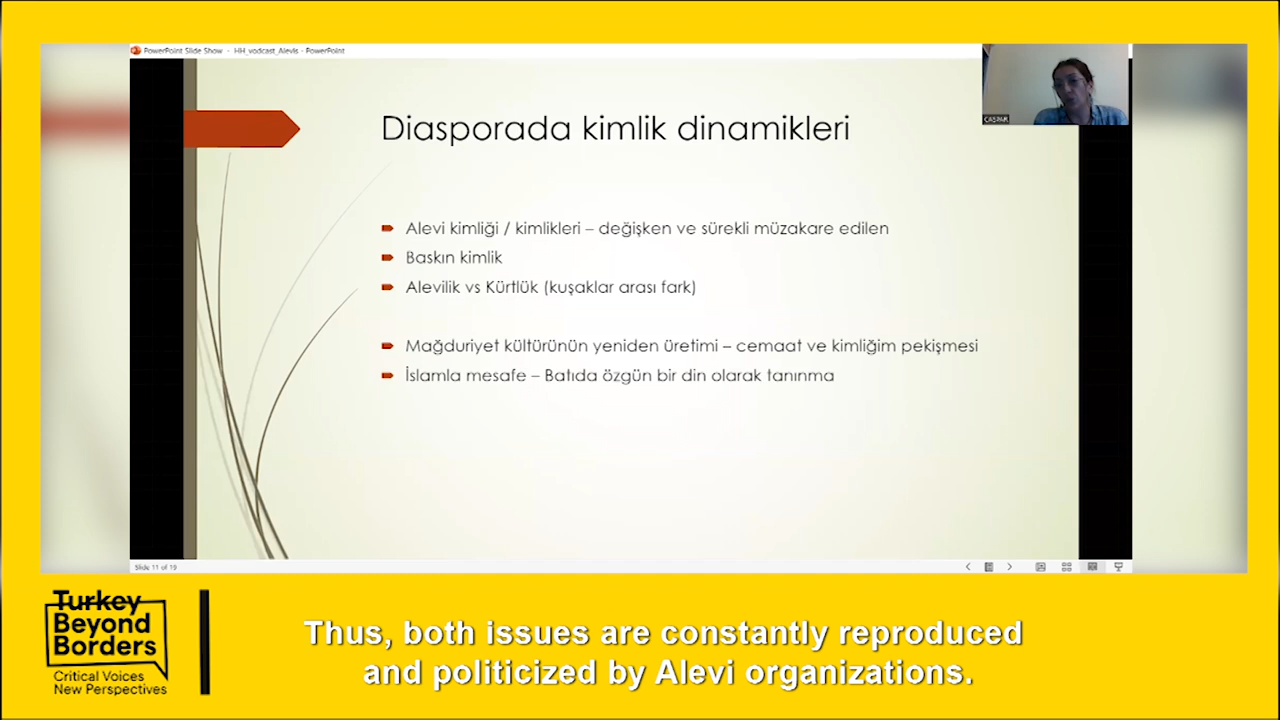 PowerPoint Slide Show - HH_vodcast_Alevis - PowerPoint
CASPAR
Diasporada kimlik dinamikleri
Alevi kimliği / kimlikleri – değişken ve sürekli müzakare edilen
Baskın kimlik
Alevilik vs Kürtlük (kuşaklar arası fark)
Mağduriyet kültürünün yeniden üretimi – cemaat ve kimliğim pekişmesi
İslamla mesafe – Batıda özgün bir din olarak tanınma
Slide 11 of 19
Turkey
Beyond
Borders
Critical Voices
New Perspectives
Thus, both issues are constantly reproduced
and politicized by Alevi organizations.